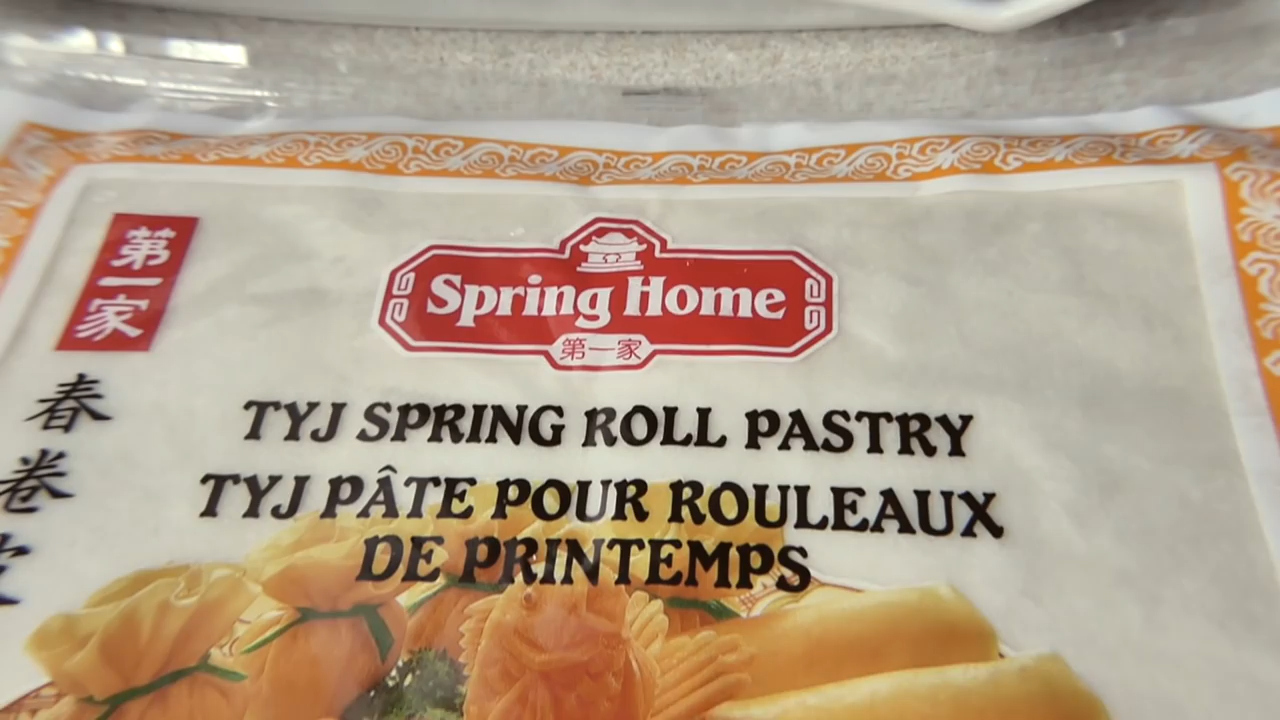 第一家
Spring Home
第一家
春卷皮
TYJ SPRING ROLL PASTRY
TYJ PÂTE POUR ROULEAUX
DE PRINTEMPS